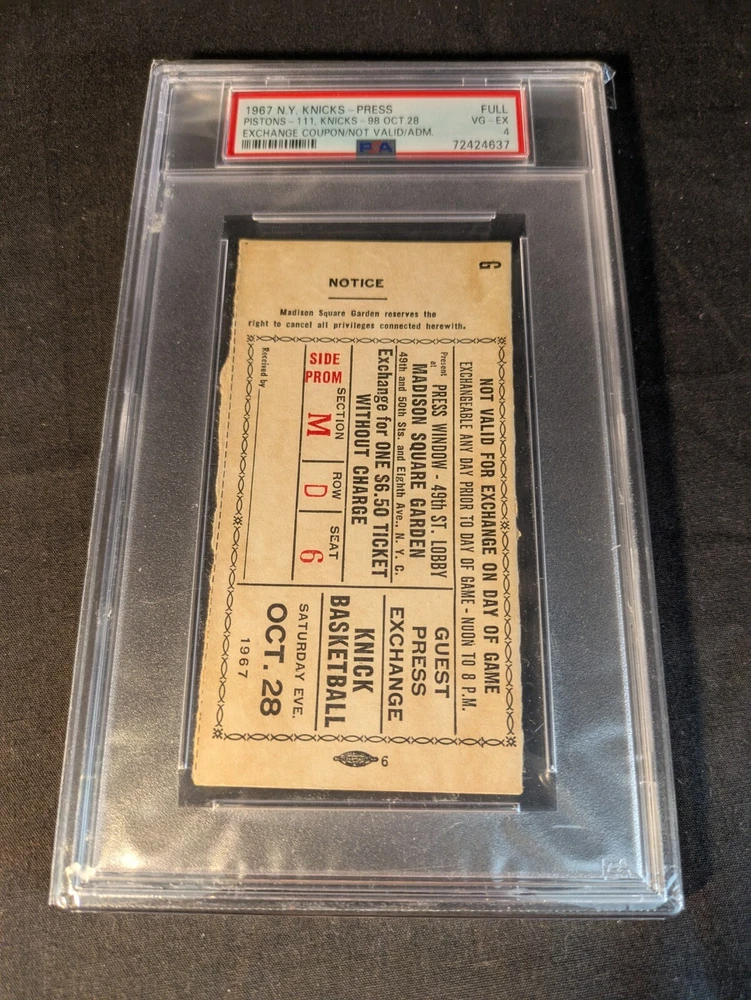 1967 N.Y. KNICKS-PRESS FULL
PISTONS-111, KNICKS-98 OCT 28 VG-EX
EXCHANGE COUPON/NOT VALID/ADM. 4
PSA 72424637
G
NOTICE
Madison Square Garden reserves the
right to cancel all privileges connected herewith.
NOT VALID FOR EXCHANGE ON DAY OF GAME
EXCHANGEABLE ANY DAY PRIOR TO DAY OF GAME - NOON TO 8 P.M.
Present at PRESS WINDOW - 49th ST. LOBBY
MADISON SQUARE GARDEN
49th and 50th Sts. and Eighth Ave., N. Y. C.
Exchange for ONE $6.50 TICKET
WITHOUT CHARGE
SIDE PROM
SECTION ROW SEAT
M D 6
Received by
GUEST
PRESS
EXCHANGE
KNICK
BASKETBALL
SATURDAY EVE.
OCT. 28
1967
6